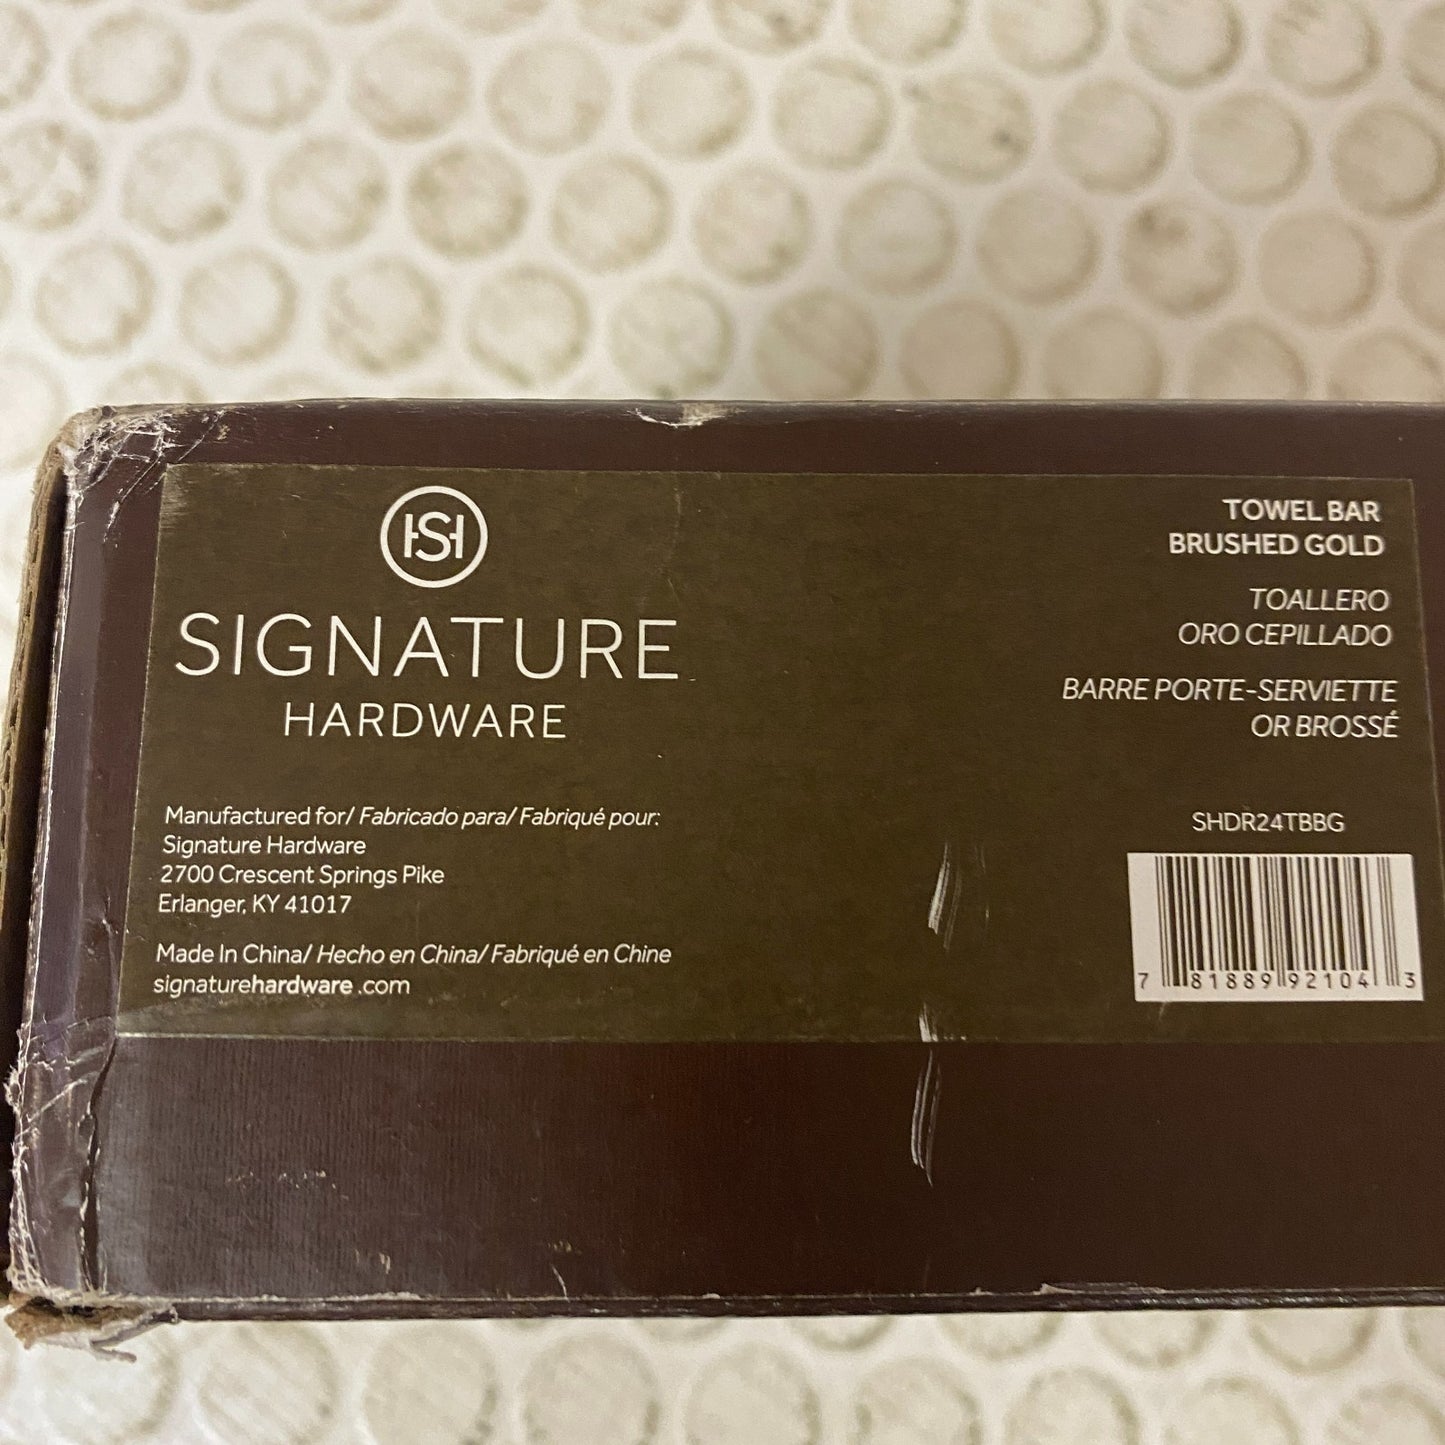 SH
SIGNATURE
HARDWARE
Manufactured for/ Fabricado para/ Fabriqué pour:
Signature Hardware
2700 Crescent Springs Pike
Erlanger, KY 41017
Made In China/ Hecho en China/ Fabriqué en Chine
signaturehardware.com
TOWEL BAR
BRUSHED GOLD
TOALLERO
ORO CEPILLADO
BARRE PORTE-SERVIETTE
OR BROSSÉ
SHDR24TBBG
7 81889 92104 3